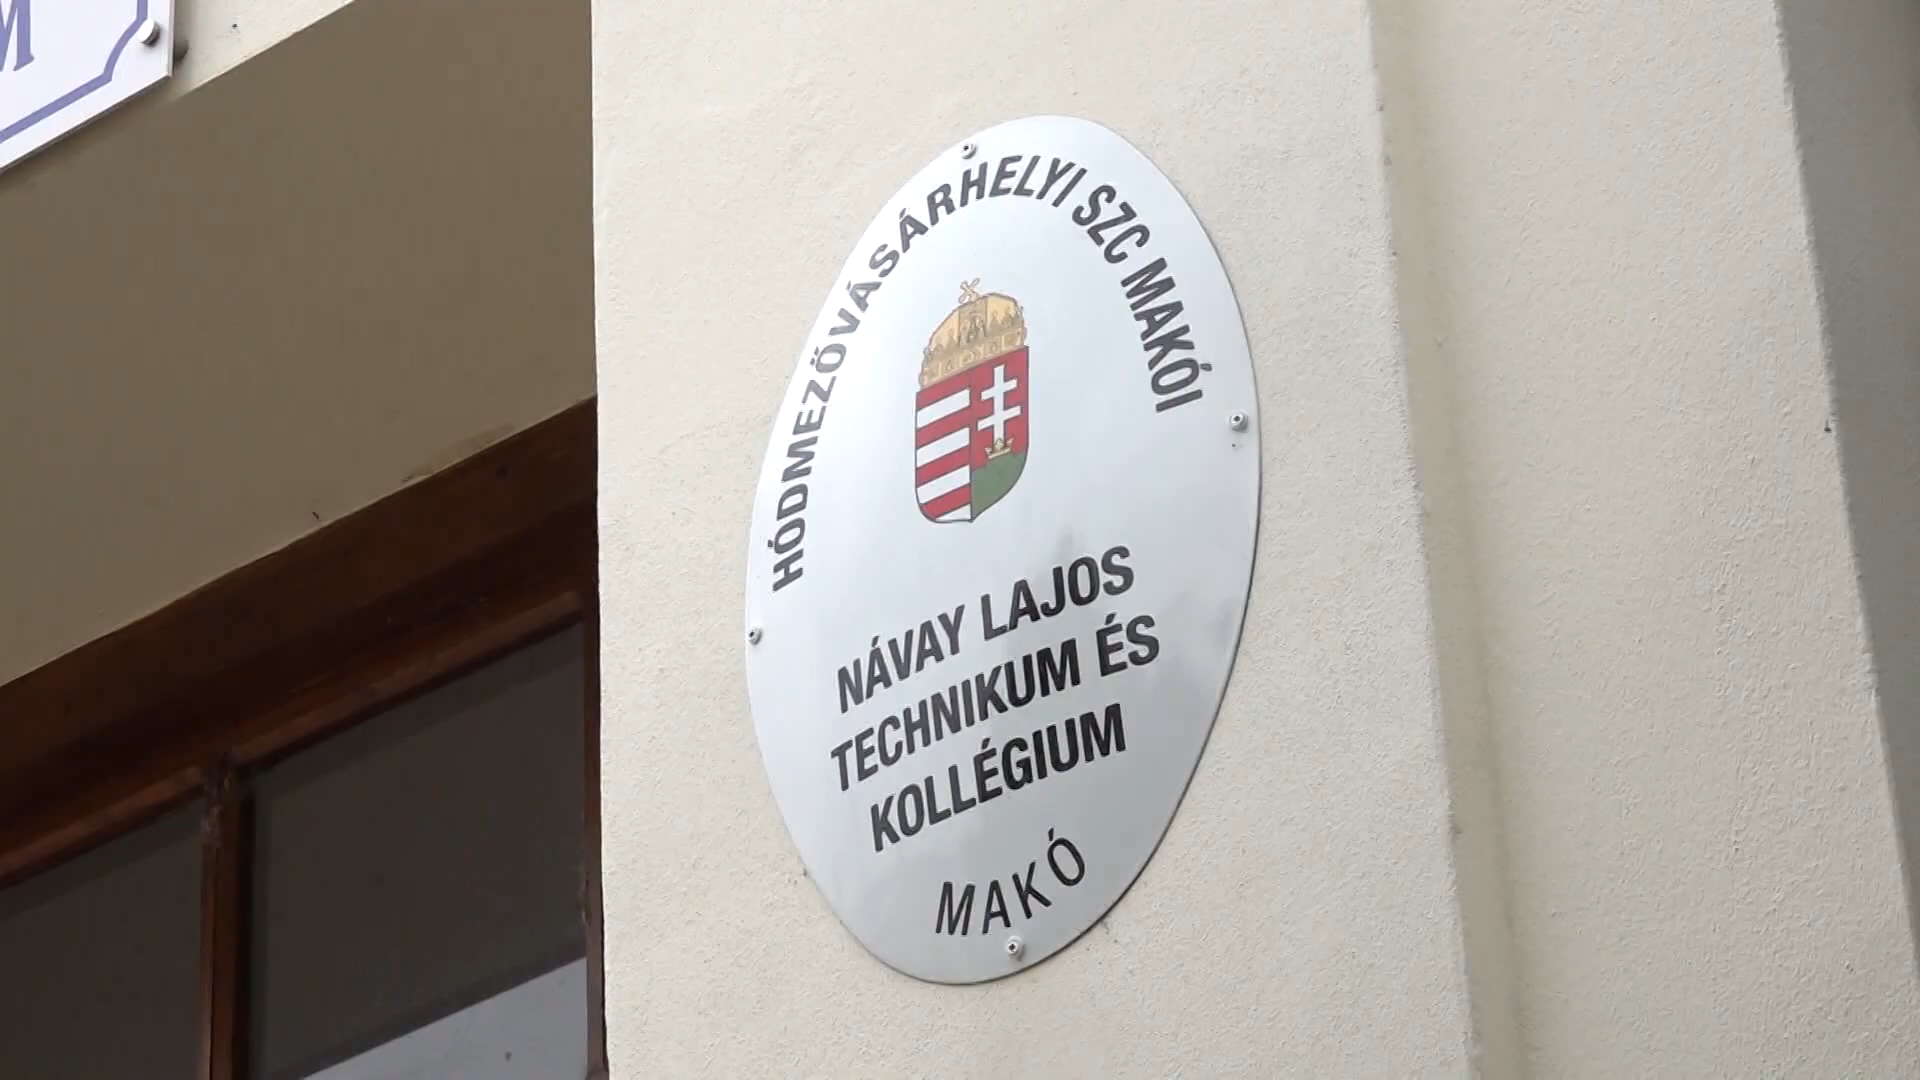 HÓDMEZŐVÁSÁRHELYI SZC MAKÓI
NÁVAY LAJOS
TECHNIKUM ÉS
KOLLÉGIUM
MAKÓ